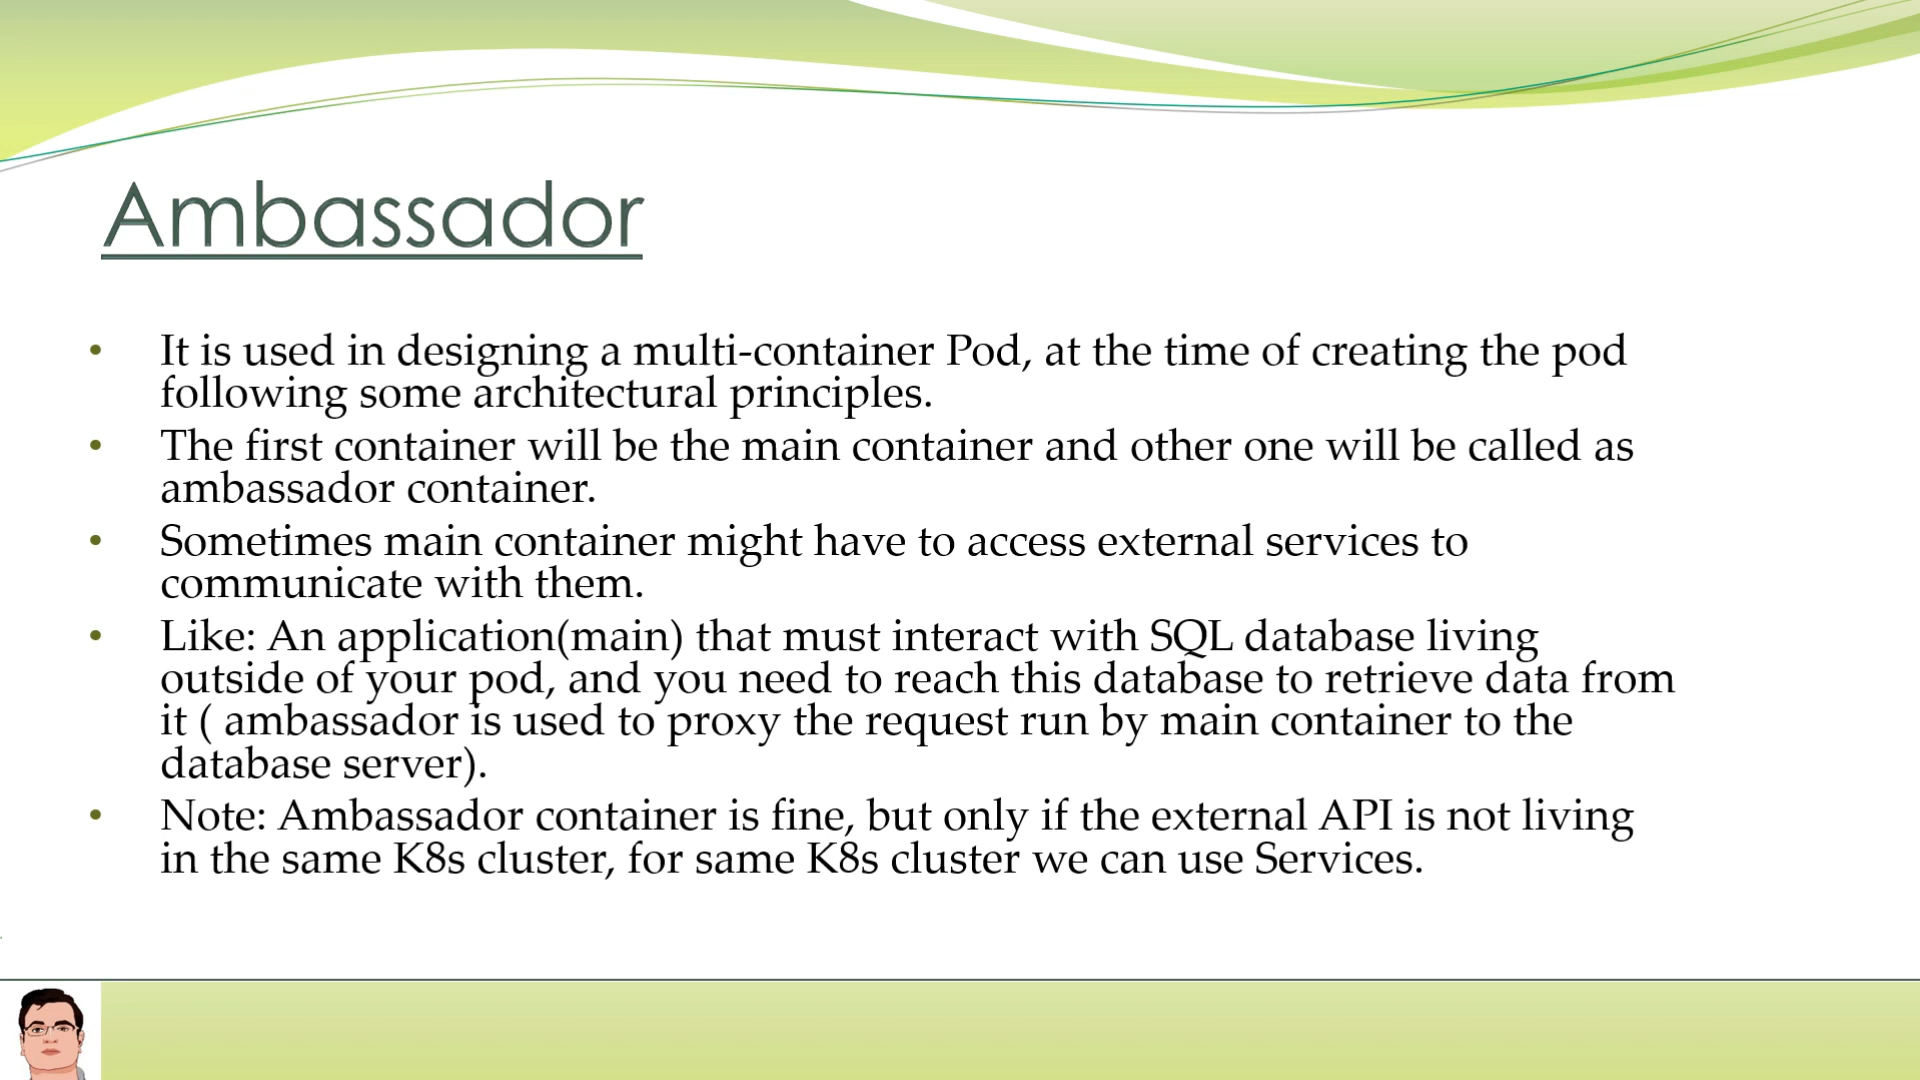 Ambassador
• It is used in designing a multi-container Pod, at the time of creating the pod
following some architectural principles.
• The first container will be the main container and other one will be called as
ambassador container.
• Sometimes main container might have to access external services to
communicate with them.
• Like: An application(main) that must interact with SQL database living
outside of your pod, and you need to reach this database to retrieve data from
it ( ambassador is used to proxy the request run by main container to the
database server).
• Note: Ambassador container is fine, but only if the external API is not living
in the same K8s cluster, for same K8s cluster we can use Services.